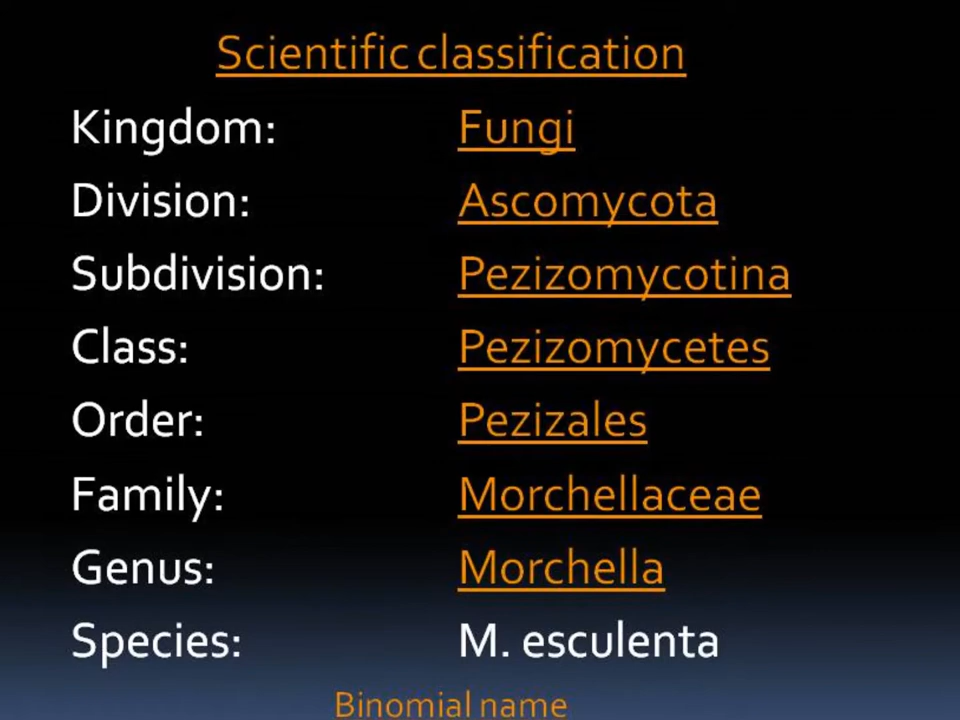 Scientific classification
Kingdom: Fungi
Division: Ascomycota
Subdivision: Pezizomycotina
Class: Pezizomycetes
Order: Pezizales
Family: Morchellaceae
Genus: Morchella
Species: M. esculenta
Binomial name